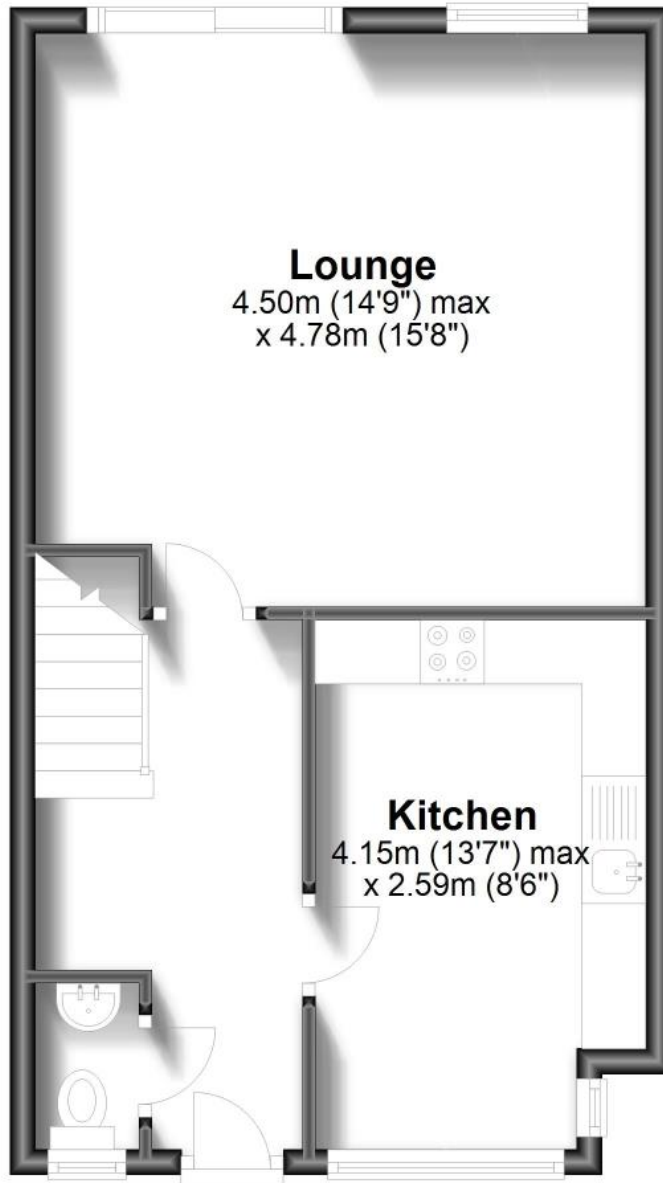 Lounge
4.50m (14'9") max
x 4.78m (15'8")
Kitchen
4.15m (13'7") max
x 2.59m (8'6")